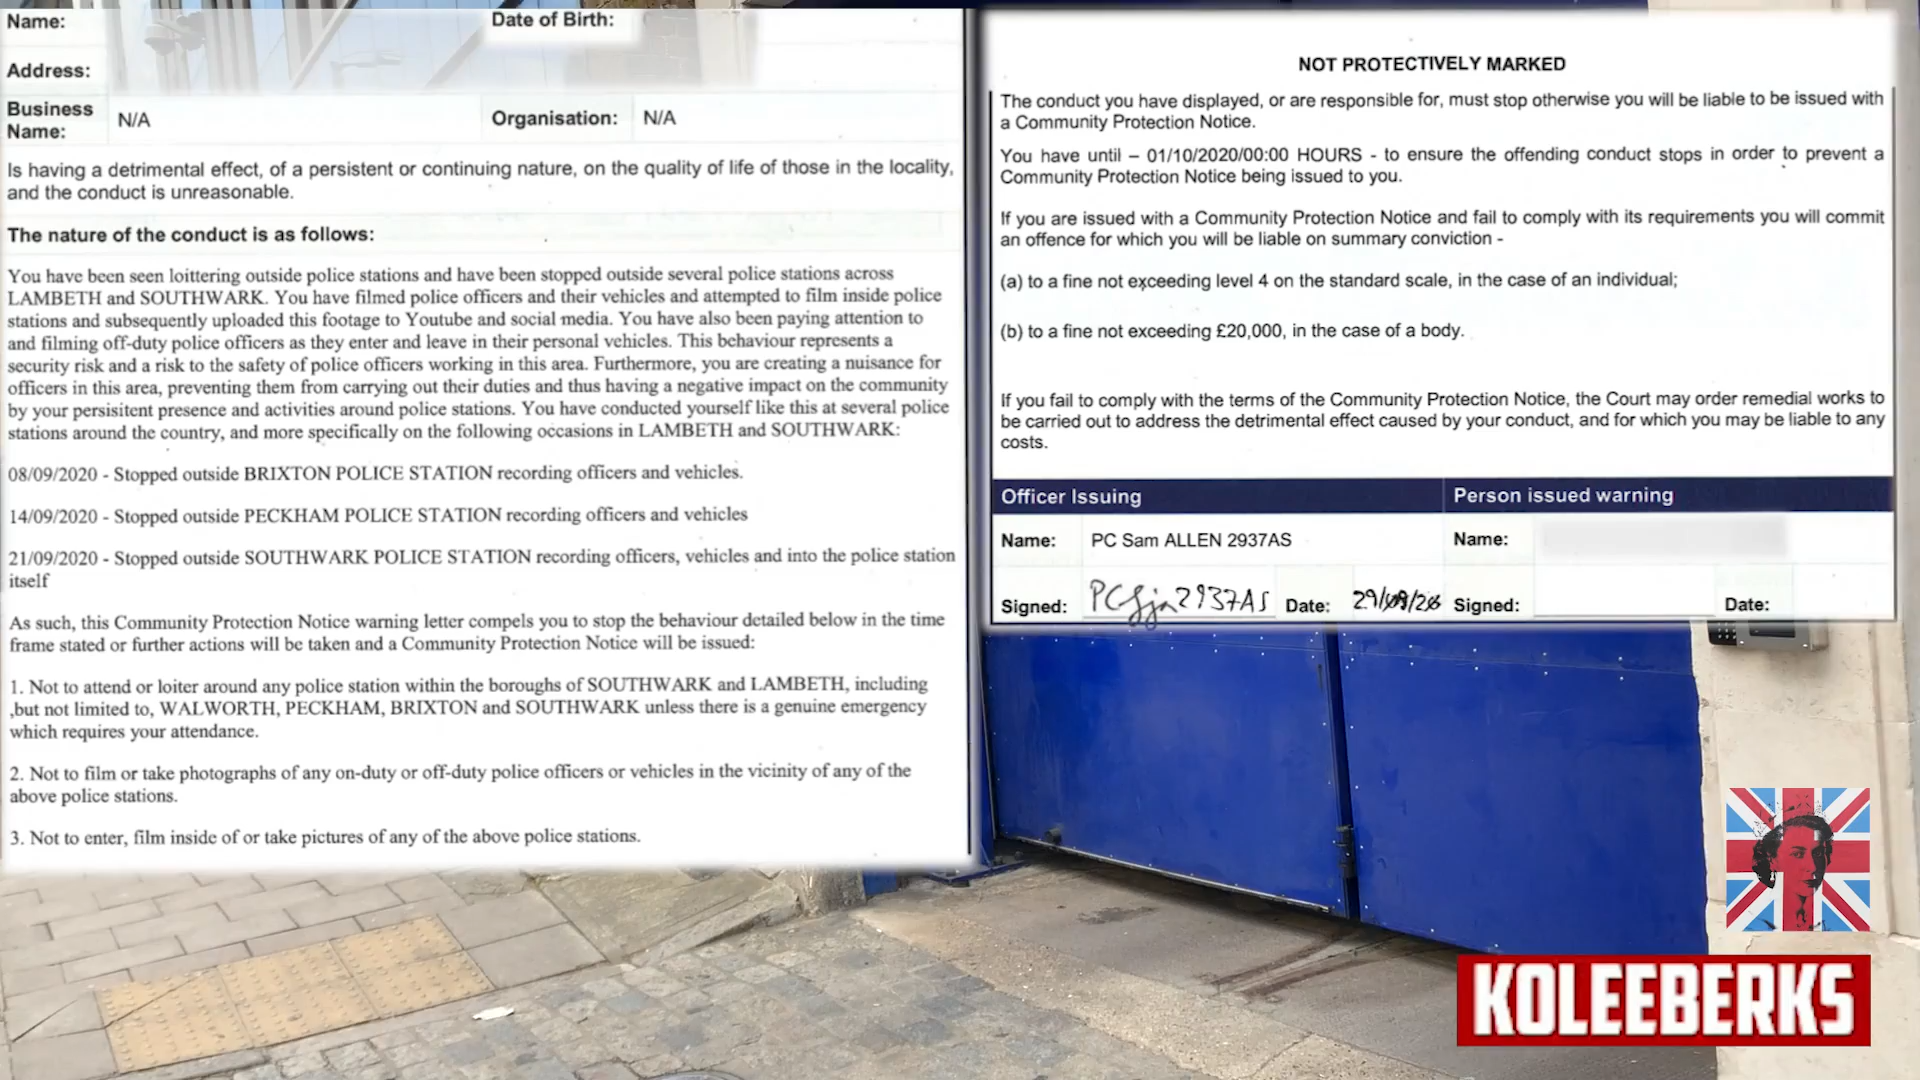 Name:
Date of Birth:
Address:
Business
Name:
N/A
Organisation:
N/A
Is having a detrimental effect, of a persistent or continuing nature, on the quality of life of those in the locality,
and the conduct is unreasonable.
The nature of the conduct is as follows:
You have been seen loittering outside police stations and have been stopped outside several police stations across
LAMBETH and SOUTHWARK. You have filmed police officers and their vehicles and attempted to film inside police
stations and subsequently uploaded this footage to Youtube and social media. You have also been paying attention to
and filming off-duty police officers as they enter and leave in their personal vehicles. This behaviour represents a
security risk and a risk to the safety of police officers working in this area. Furthermore, you are creating a nuisance for
officers in this area, preventing them from carrying out their duties and thus having a negative impact on the community
by your persisitent presence and activities around police stations. You have conducted yourself like this at several police
stations around the country, and more specifically on the following occasions in LAMBETH and SOUTHWARK:
08/09/2020 - Stopped outside BRIXTON POLICE STATION recording officers and vehicles.
14/09/2020 - Stopped outside PECKHAM POLICE STATION recording officers and vehicles
21/09/2020 - Stopped outside SOUTHWARK POLICE STATION recording officers, vehicles and into the police station
itself
As such, this Community Protection Notice warning letter compels you to stop the behaviour detailed below in the time
frame stated or further actions will be taken and a Community Protection Notice will be issued:
1. Not to attend or loiter around any police station within the boroughs of SOUTHWARK and LAMBETH, including
,but not limited to, WALWORTH, PECKHAM, BRIXTON and SOUTHWARK unless there is a genuine emergency
which requires your attendance.
2. Not to film or take photographs of any on-duty or off-duty police officers or vehicles in the vicinity of any of the
above police stations.
3. Not to enter, film inside of or take pictures of any of the above police stations.
NOT PROTECTIVELY MARKED
The conduct you have displayed, or are responsible for, must stop otherwise you will be liable to be issued with
a Community Protection Notice.
You have until – 01/10/2020/00:00 HOURS - to ensure the offending conduct stops in order to prevent a
Community Protection Notice being issued to you.
If you are issued with a Community Protection Notice and fail to comply with its requirements you will commit
an offence for which you will be liable on summary conviction -
(a) to a fine not exceeding level 4 on the standard scale, in the case of an individual;
(b) to a fine not exceeding £20,000, in the case of a body.
If you fail to comply with the terms of the Community Protection Notice, the Court may order remedial works to
be carried out to address the detrimental effect caused by your conduct, and for which you may be liable to any
costs.
Officer Issuing
Person issued warning
Name:
PC Sam ALLEN 2937AS
Name:
Signed:
PC 2937AS
Date:
29/09/20
Signed:
Date:
KOLEEBERKS